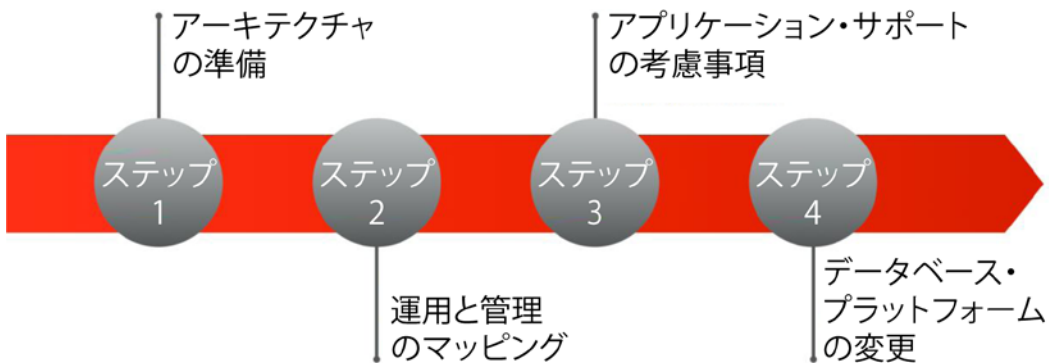 アーキテクチャ
の準備
アプリケーション・サポート
の考慮事項
ステップ
1
ステップ
2
ステップ
3
ステップ
4
運用と管理
のマッピング
データベース・
プラットフォーム
の変更